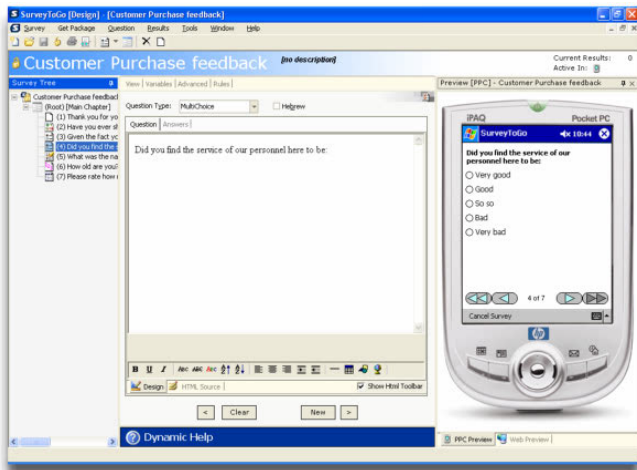 SurveyToGo [Design] - [Customer Purchase feedback]
Survey Get Package Question Results Tools Window Help
Customer Purchase feedback [no description]
Current Results: 0
Active In:
Survey Tree
Customer Purchase feedbac
(Root) [Main Chapter]
(1) Thank you for yo
(2) Have you ever sl
(3) Given the fact yo
(4) Did you find the s
(5) What was the na
(6) How old are you?
(7) Please rate how
View Variables Advanced Rules
Question Type: MultiChoice Hebrew
Question Answers
Did you find the service of our personnel here to be:
B U I Abc ABC Abc
Design HTML Source Show Html Toolbar
< Clear New >
Dynamic Help
Preview [PPC] - Customer Purchase feedback
iPAQ Pocket PC
SurveyToGo 18:44
Did you find the service of our
personnel here to be:
Very good
Good
So so
Bad
Very bad
4 of 7
Cancel Survey
hp
PPC Preview Web Preview